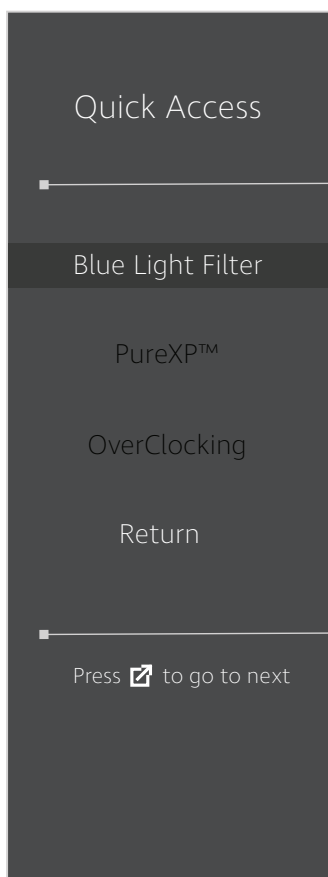 Quick Access
Blue Light Filter
PureXP™
OverClocking
Return
Press to go to next